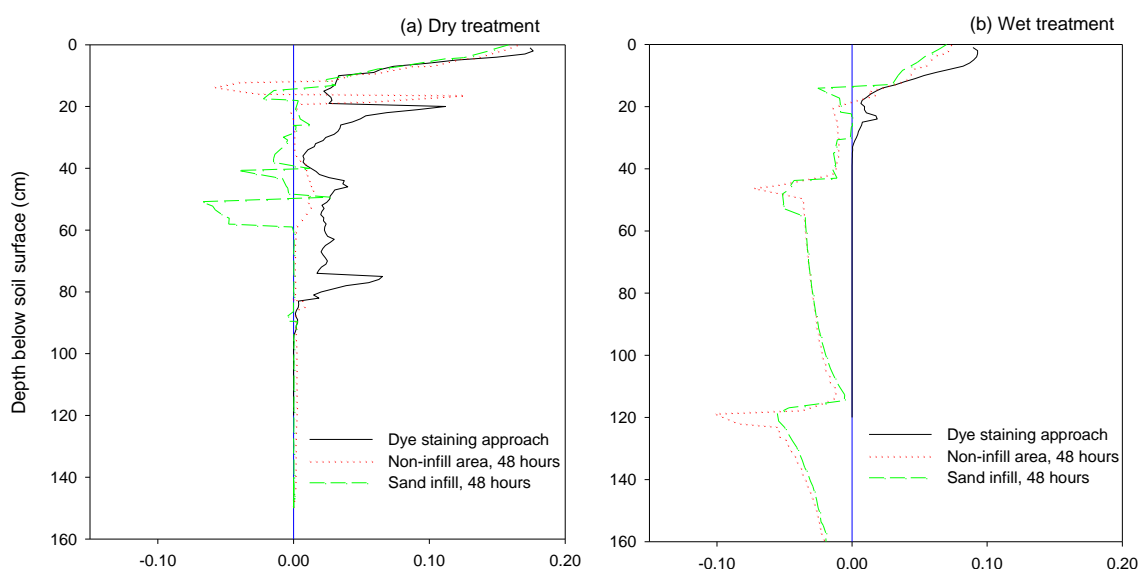 (a) Dry treatment
(b) Wet treatment
Depth below soil surface (cm)
0
20
40
60
80
100
120
140
160
Dye staining approach
Non-infill area, 48 hours
Sand infill, 48 hours
-0.10
0.00
0.10
0.20
0
20
40
60
80
100
120
140
160
Dye staining approach
Non-infill area, 48 hours
Sand infill, 48 hours
-0.10
0.00
0.10
0.20